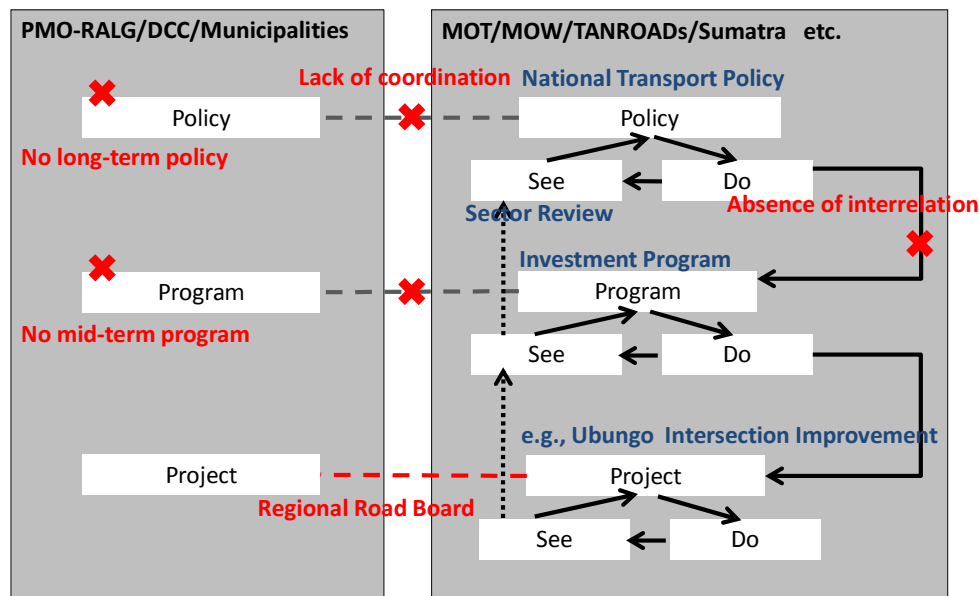 PMO-RALG/DCC/Municipalities
MOT/MOW/TANROADs/Sumatra etc.
Lack of coordination
National Transport Policy
Policy
Policy
No long-term policy
See
Do
Sector Review
Absence of interrelation
Investment Program
Program
Program
No mid-term program
See
Do
e.g., Ubungo Intersection Improvement
Project
Project
Regional Road Board
See
Do